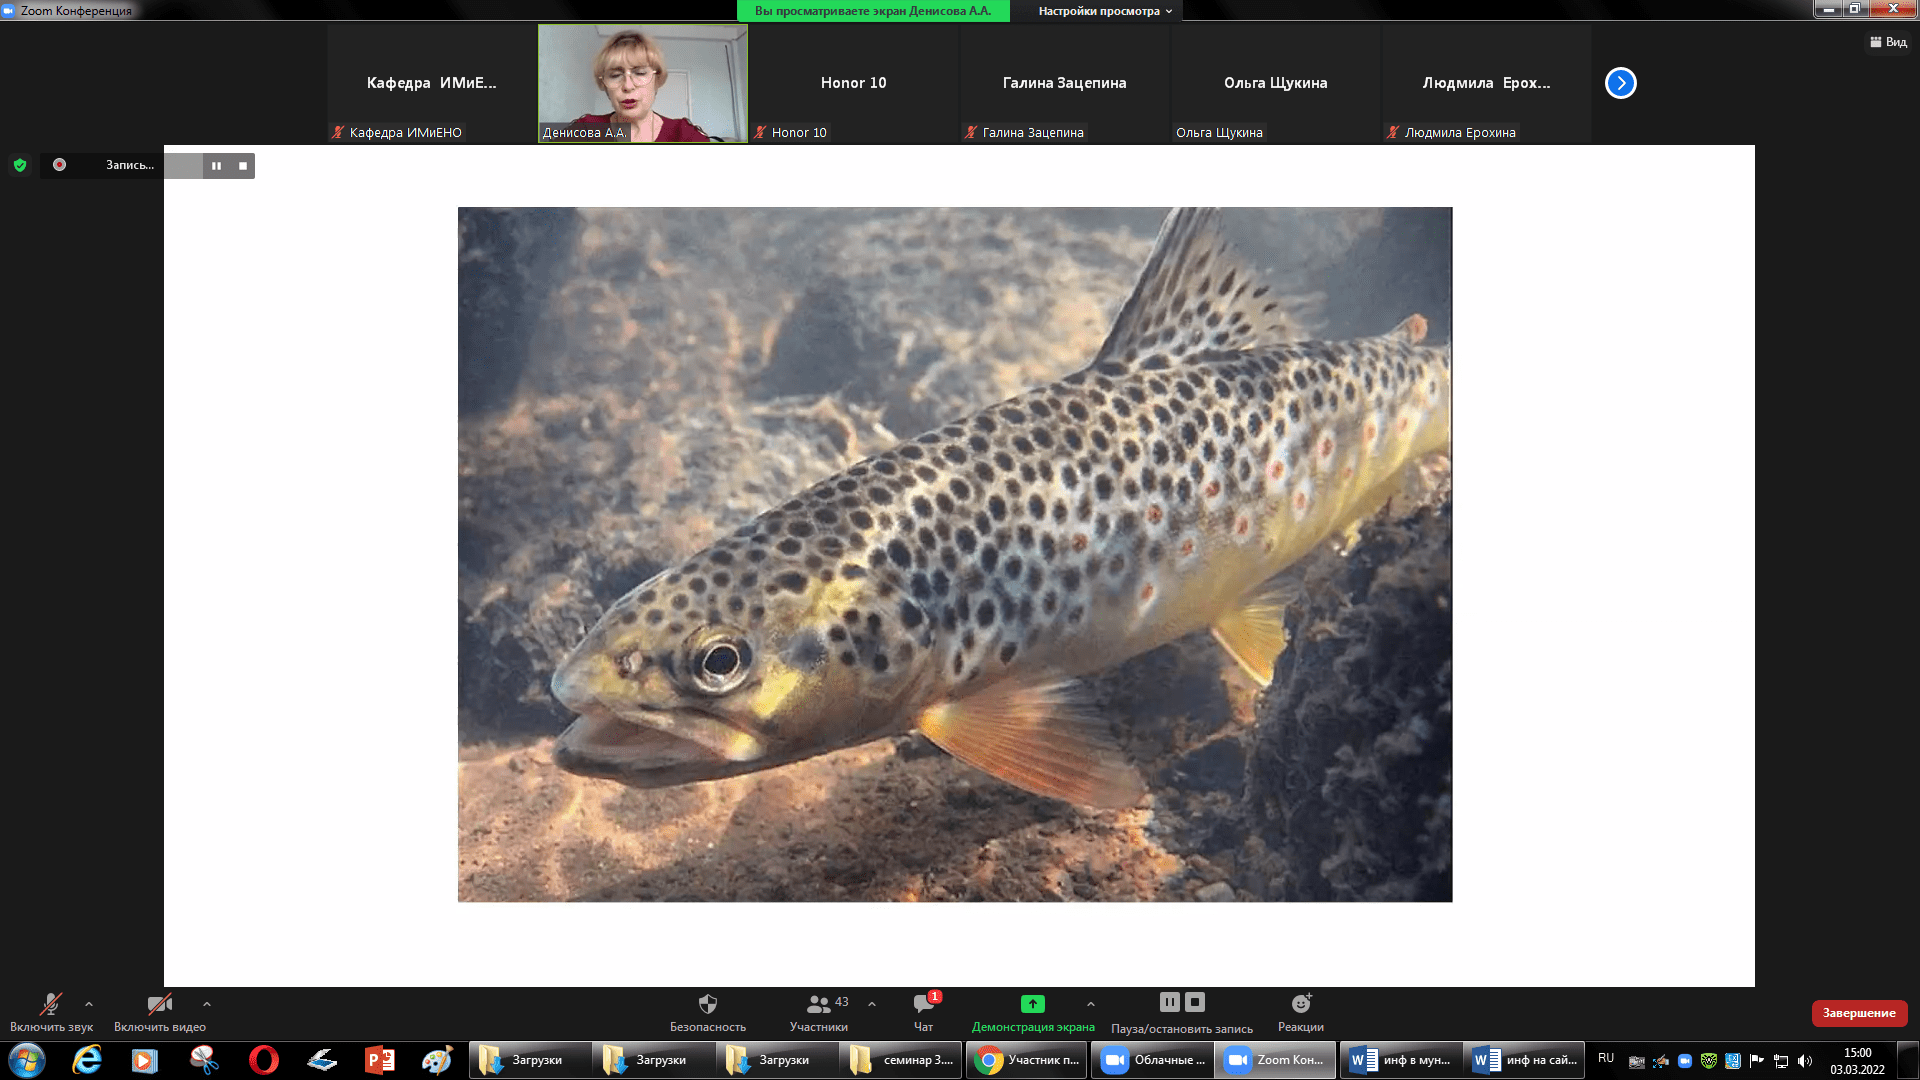 Zoom Конференция
Вы просматриваете экран Денисова А.А.
Настройки просмотра
Вид
Кафедра ИМиЕ...
Honor 10
Галина Зацепина
Ольга Щукина
Людмила Ерох...
Кафедра ИМиЕНО
Денисова А.А.
Honor 10
Галина Зацепина
Ольга Щукина
Людмила Ерохина
Запись...
Включить звук
Включить видео
Безопасность
Участники
43
Чат
1
Демонстрация экрана
Пауза/остановить запись
Реакции
Завершение
Загрузки
Загрузки
Загрузки
семинар 3....
Участник п...
Облачные ...
Zoom Кон...
инф в мун...
инф на сай...
RU
15:00
03.03.2022